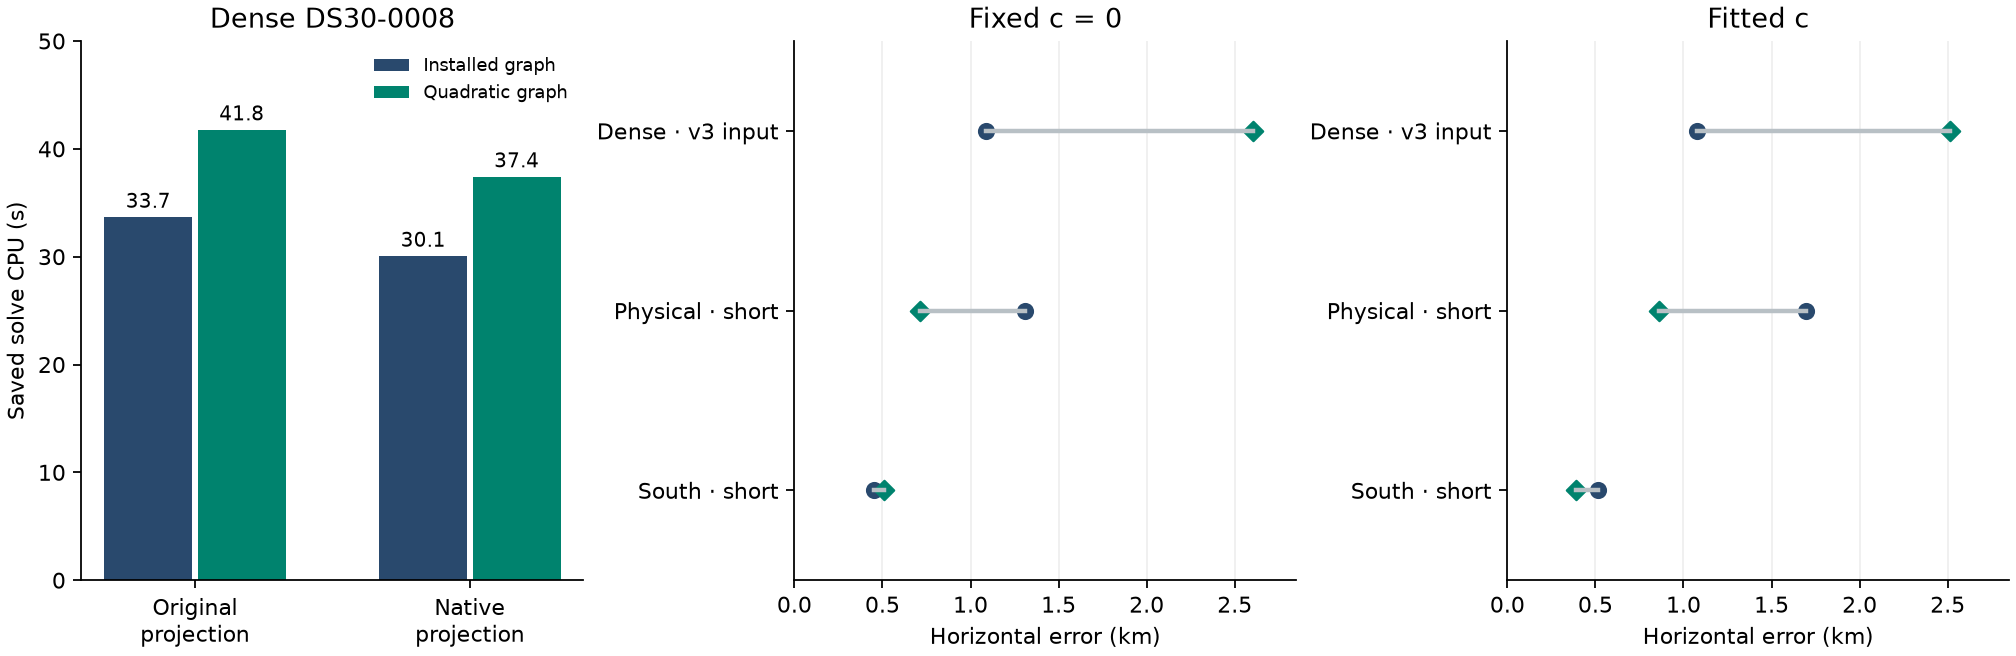 Dense DS30-0008
Saved solve CPU (s)
50
40
30
20
10
0
Installed graph
Quadratic graph
33.7
41.8
30.1
37.4
Original
projection
Native
projection
Fixed c = 0
Dense · v3 input
Physical · short
South · short
0.0 0.5 1.0 1.5 2.0 2.5
Horizontal error (km)
Fitted c
Dense · v3 input
Physical · short
South · short
0.0 0.5 1.0 1.5 2.0 2.5
Horizontal error (km)